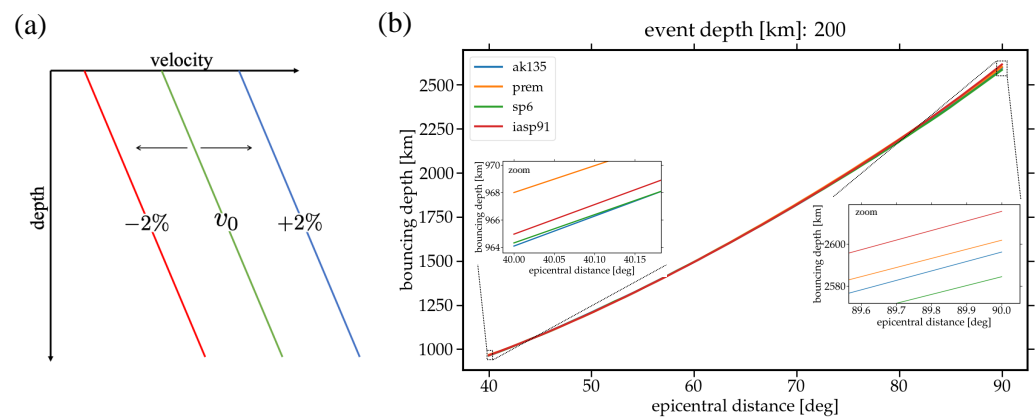 (a)
velocity
depth
−2%
v0
+2%
(b)
event depth [km]: 200
bouncing depth [km]
2500
2250
2000
1750
1500
1250
1000
ak135
prem
sp6
iasp91
zoom
bouncing depth [km]
970
968
966
964
40.00 40.05 40.10 40.15
epicentral distance [deg]
zoom
bouncing depth [km]
2600
2580
89.6 89.7 89.8 89.9 90.0
epicentral distance [deg]
40 50 60 70 80 90
epicentral distance [deg]